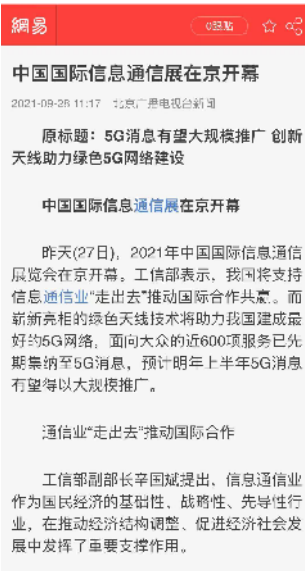 網易
0跟贴
中国国际信息通信展在京开幕
2021-09-28 11:17 北京广播电视台新闻
原标题：5G消息有望大规模推广 创新
天线助力绿色5G网络建设
中国国际信息通信展在京开幕
昨天(27日)，2021年中国国际信息通信
展览会在京开幕。工信部表示，我国将支持
信息通信业“走出去”推动国际合作共赢。而
崭新亮相的绿色天线技术将助力我国建成最
好的5G网络，面向大众的近600项服务已先
期集纳至5G消息，预计明年上半年5G消息
有望得以大规模推广。
通信业“走出去”推动国际合作
工信部副部长辛国斌提出，信息通信业
作为国民经济的基础性、战略性、先导性行
业，在推动经济结构调整、促进经济社会发
展中发挥了重要支撑作用。